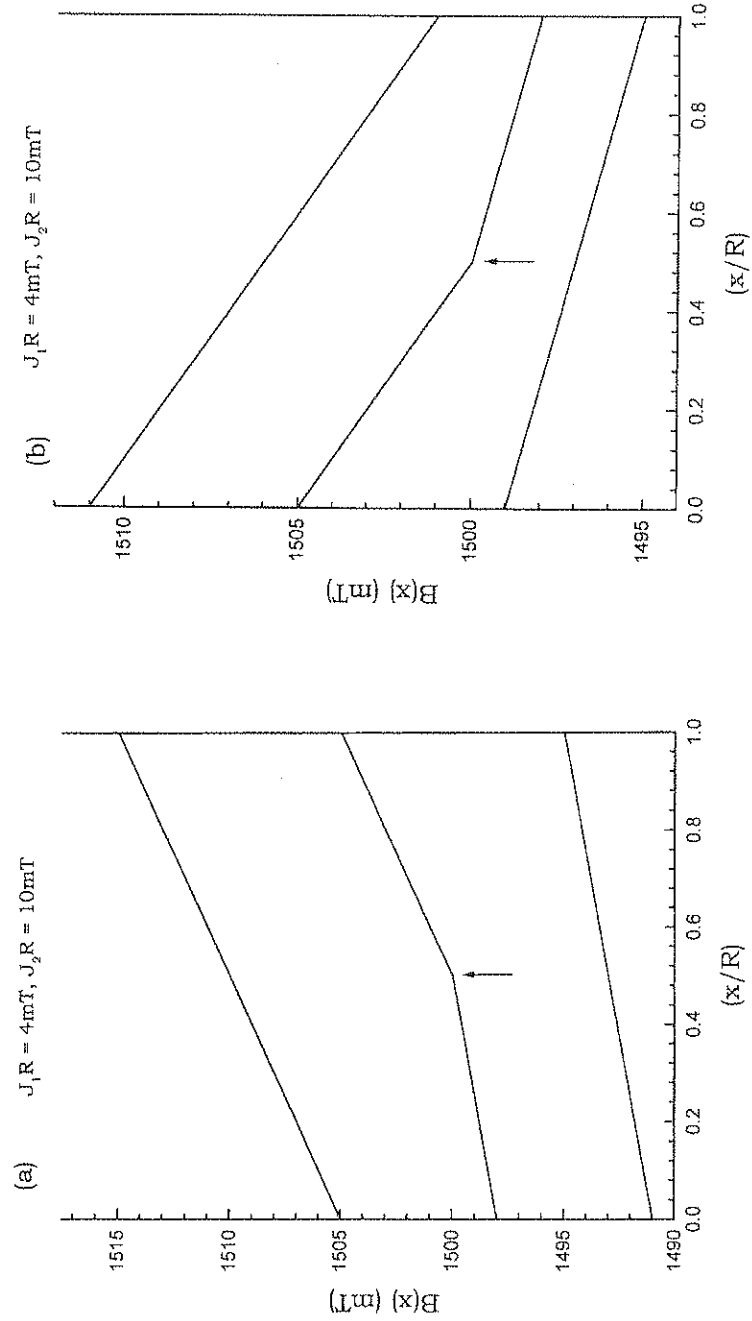 (a) J₁R = 4mT, J₂R = 10mT
B(x) (mT)
1515
1510
1505
1500
1495
1490
0.0 0.2 0.4 0.6 0.8 1.0
(x/R)
(b) J₁R = 4mT, J₂R = 10mT
B(x) (mT)
1510
1505
1500
1495
0.0 0.2 0.4 0.6 0.8 1.0
(x/R)